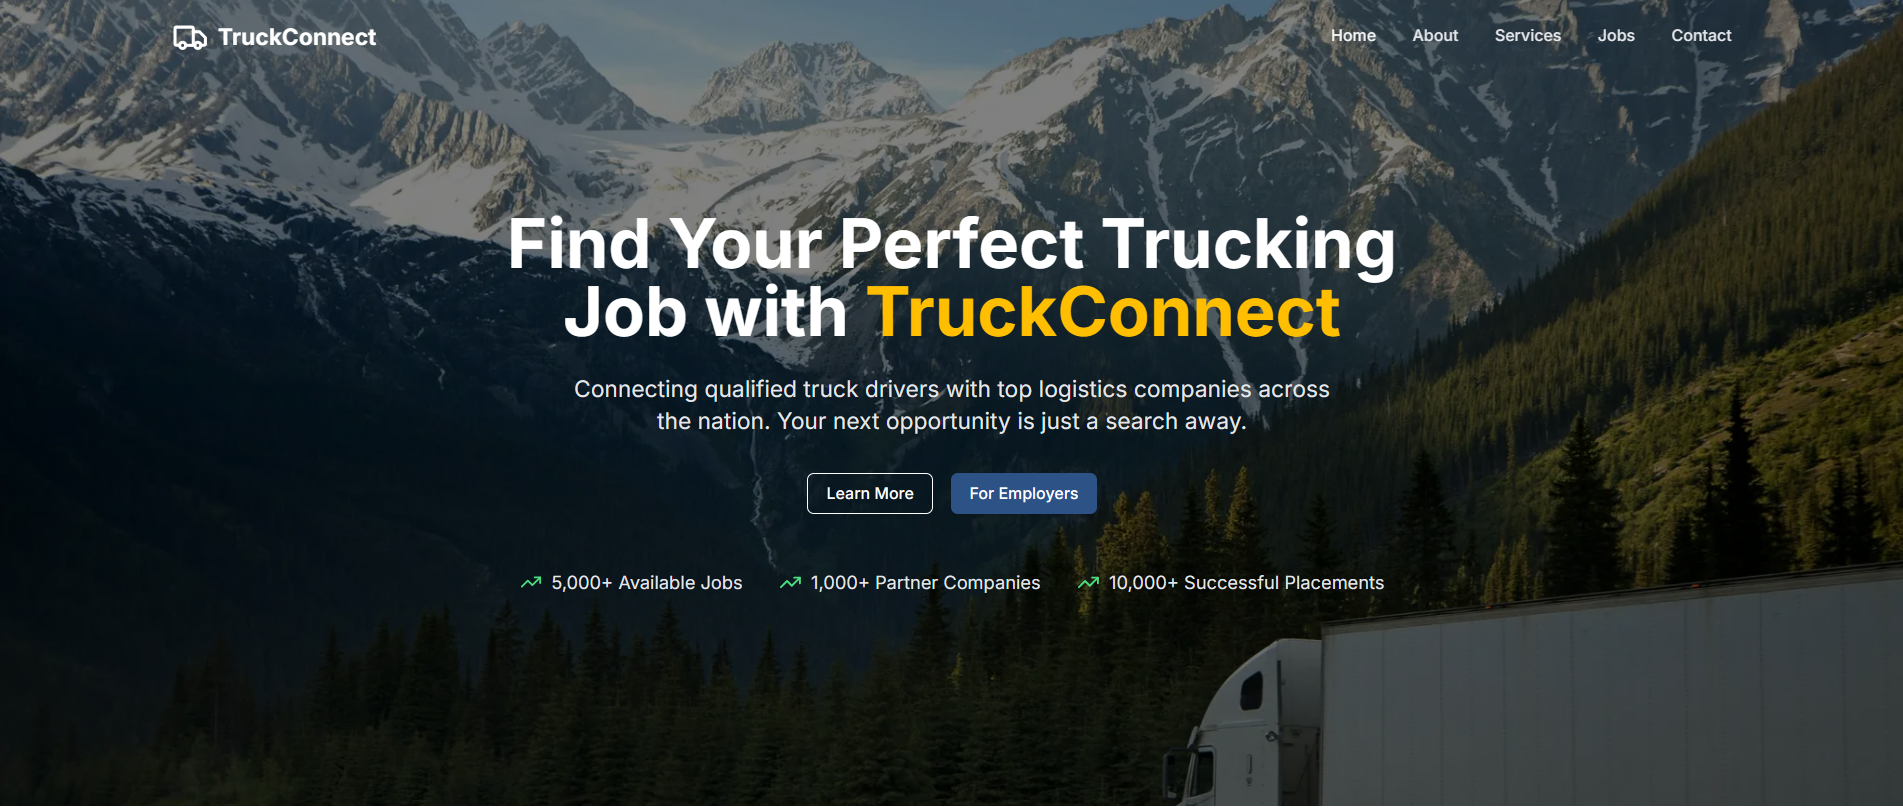 TruckConnect
Home About Services Jobs Contact
Find Your Perfect Trucking
Job with TruckConnect
Connecting qualified truck drivers with top logistics companies across
the nation. Your next opportunity is just a search away.
Learn More For Employers
5,000+ Available Jobs 1,000+ Partner Companies 10,000+ Successful Placements